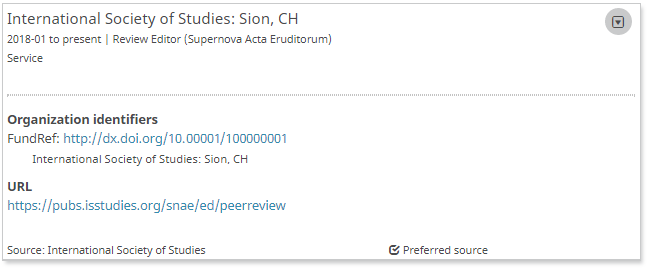 International Society of Studies: Sion, CH
2018-01 to present | Review Editor (Supernova Acta Eruditorum)
Service
Organization identifiers
FundRef: http://dx.doi.org/10.00001/100000001
International Society of Studies: Sion, CH
URL
https://pubs.isstudies.org/snae/ed/peerreview
Source: International Society of Studies Preferred source